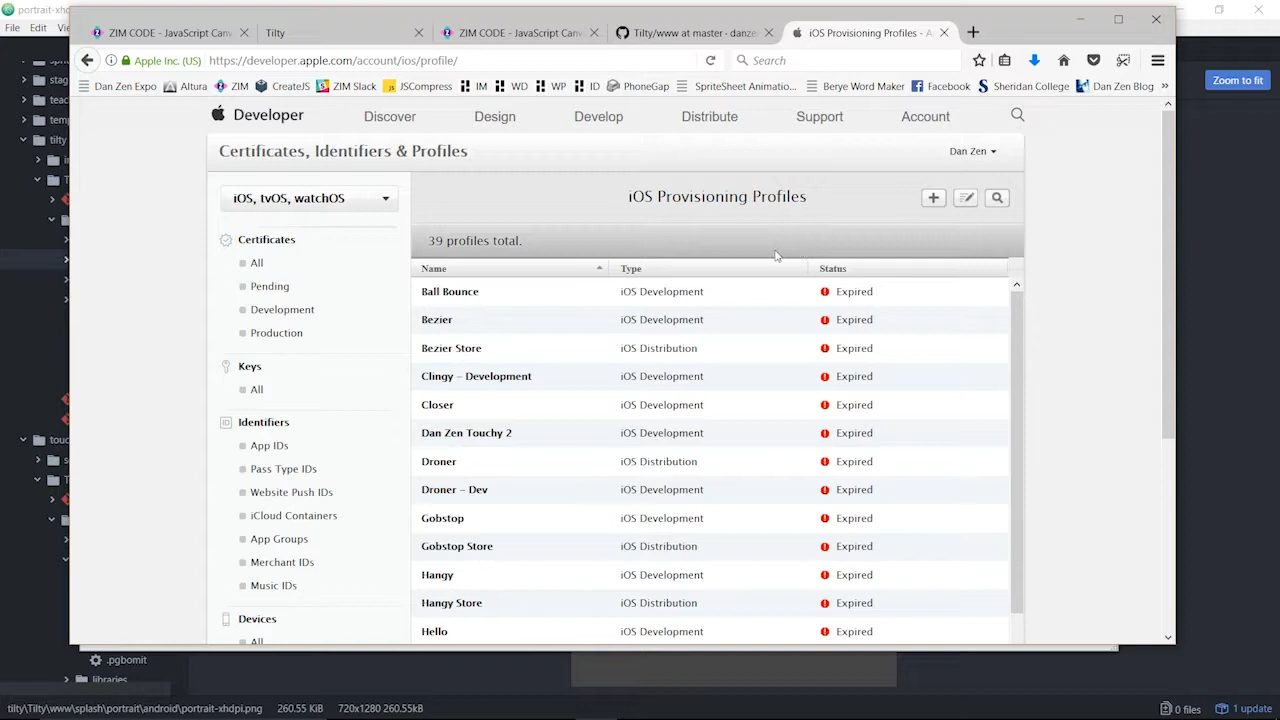 portrait-xhd
File Edit Vi
ZIM CODE - JavaScript Canv
Tilty
ZIM CODE - JavaScript Canv
Tilty/www at master · danze
iOS Provisioning Profiles - A
Apple Inc. (US)
https://developer.apple.com/account/ios/profile/
Search
Dan Zen Expo
Altura
ZIM
CreateJS
ZIM Slack
JSCompress
IM
WD
WP
ID
PhoneGap
SpriteSheet Animatio...
Berye Word Maker
Facebook
Sheridan College
Dan Zen Blog
Zoom to fit
stag
teac
temp
tilty
in
T
touc
T
Developer
Discover
Design
Develop
Distribute
Support
Account
Certificates, Identifiers & Profiles
Dan Zen
iOS, tvOS, watchOS
iOS Provisioning Profiles
Certificates
All
Pending
Development
Production
Keys
All
Identifiers
App IDs
Pass Type IDs
Website Push IDs
iCloud Containers
App Groups
Merchant IDs
Music IDs
Devices
All
39 profiles total.
Name Type Status
Ball Bounce iOS Development Expired
Bezier iOS Development Expired
Bezier Store iOS Distribution Expired
Clingy – Development iOS Development Expired
Closer iOS Development Expired
Dan Zen Touchy 2 iOS Development Expired
Droner iOS Distribution Expired
Droner – Dev iOS Development Expired
Gobstop iOS Development Expired
Gobstop Store iOS Distribution Expired
Hangy iOS Development Expired
Hangy Store iOS Distribution Expired
Hello iOS Development Expired
.pgbomit
libraries
tilty\Tilty\www\splash\portrait\android\portrait-xhdpi.png 260.55 KiB 720x1280 260.55kB
0 files
1 update